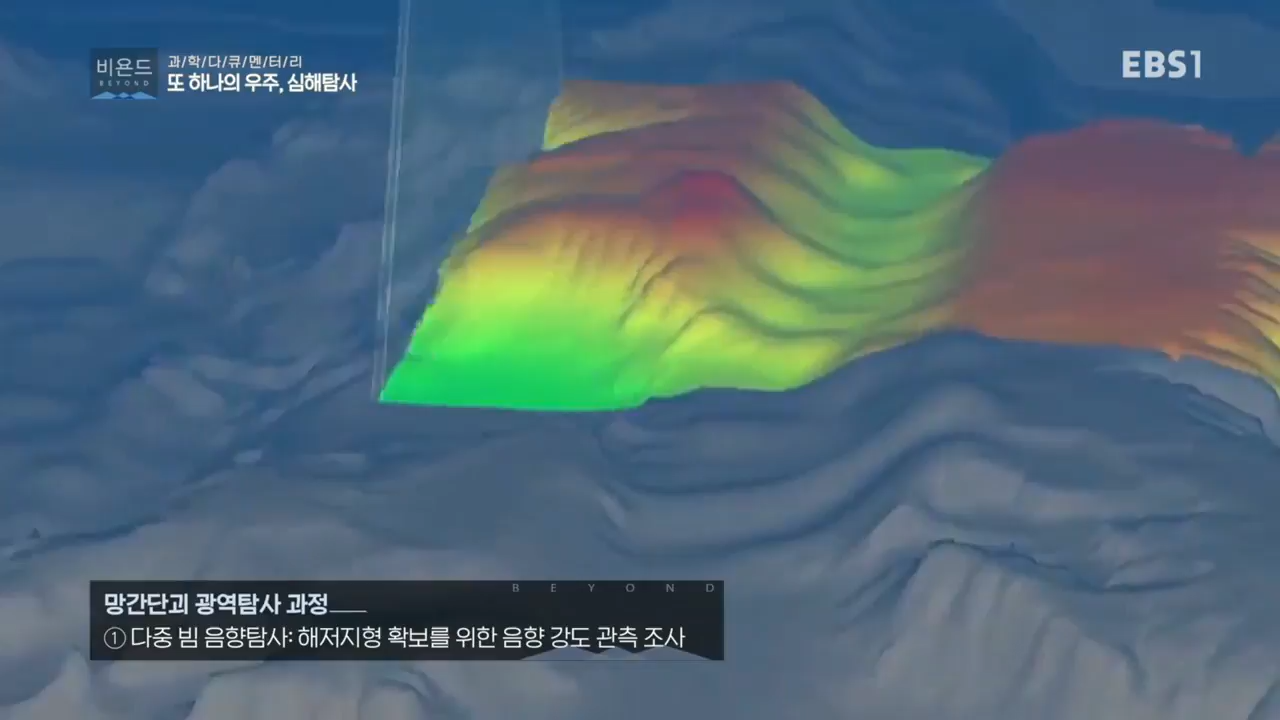 비욘드
BEYOND
과/학/다/큐/멘/터/리
또 하나의 우주, 심해탐사
EBS1
BEYOND
망간단괴 광역탐사 과정
① 다중 빔 음향탐사: 해저지형 확보를 위한 음향 강도 관측 조사